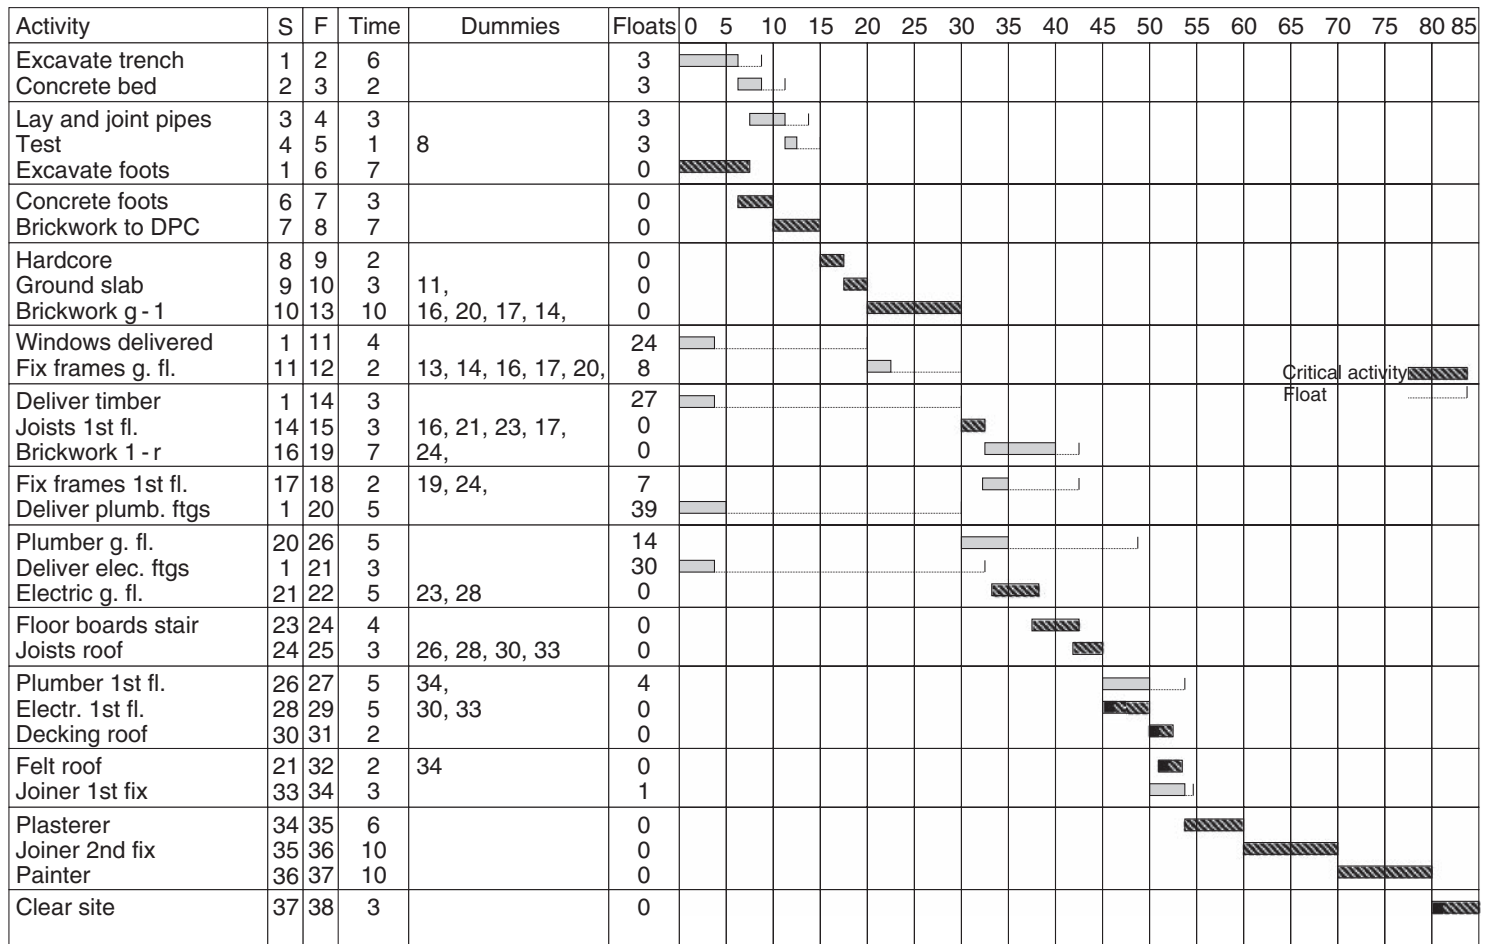 Activity S F Time Dummies Floats 0 5 10 15 20 25 30 35 40 45 50 55 60 65 70 75 80 85
Excavate trench 1 2 6 3
Concrete bed 2 3 2 3
Lay and joint pipes 3 4 3 3
Test 4 5 1 8 3
Excavate foots 1 6 7 0
Concrete foots 6 7 3 0
Brickwork to DPC 7 8 7 0
Hardcore 8 9 2 0
Ground slab 9 10 3 11, 0
Brickwork g - 1 10 13 10 16, 20, 17, 14, 0
Windows delivered 1 11 4 24
Fix frames g. fl. 11 12 2 13, 14, 16, 17, 20, 8
Critical activity
Deliver timber 1 14 3 27
Float
Joists 1st fl. 14 15 3 16, 21, 23, 17, 0
Brickwork 1 - r 16 19 7 24, 0
Fix frames 1st fl. 17 18 2 19, 24, 7
Deliver plumb. ftgs 1 20 5 39
Plumber g. fl. 20 26 5 14
Deliver elec. ftgs 1 21 3 30
Electric g. fl. 21 22 5 23, 28 0
Floor boards stair 23 24 4 0
Joists roof 24 25 3 26, 28, 30, 33 0
Plumber 1st fl. 26 27 5 34, 4
Electr. 1st fl. 28 29 5 30, 33 0
Decking roof 30 31 2 0
Felt roof 21 32 2 34 0
Joiner 1st fix 33 34 3 1
Plasterer 34 35 6 0
Joiner 2nd fix 35 36 10 0
Painter 36 37 10 0
Clear site 37 38 3 0